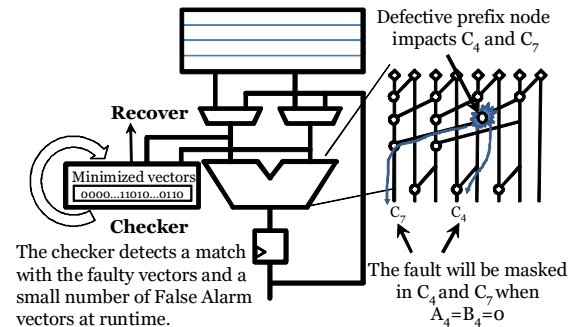 Defective prefix node
impacts C₄ and C₇
Recover
Minimized vectors
0000...11010...0110
Checker
The checker detects a match
with the faulty vectors and a
small number of False Alarm
vectors at runtime.
C₇
C₄
The fault will be masked
in C₄ and C₇ when
A₄=B₄=0